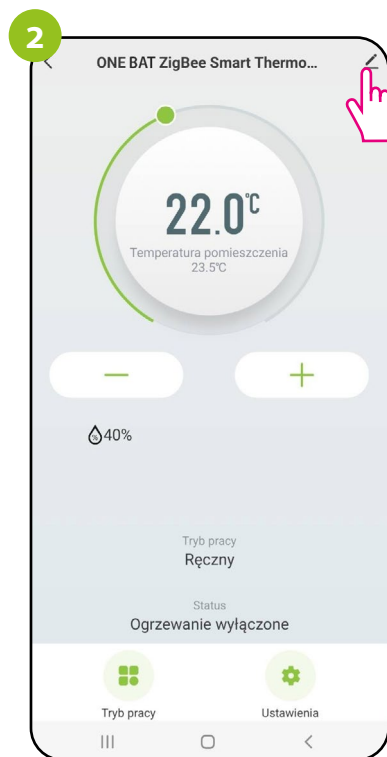 2
ONE BAT ZigBee Smart Thermo...
22.0°C
Temperatura pomieszczenia
23.5°C
%40%
Tryb pracy
Ręczny
Status
Ogrzewanie wyłączone
Tryb pracy Ustawienia